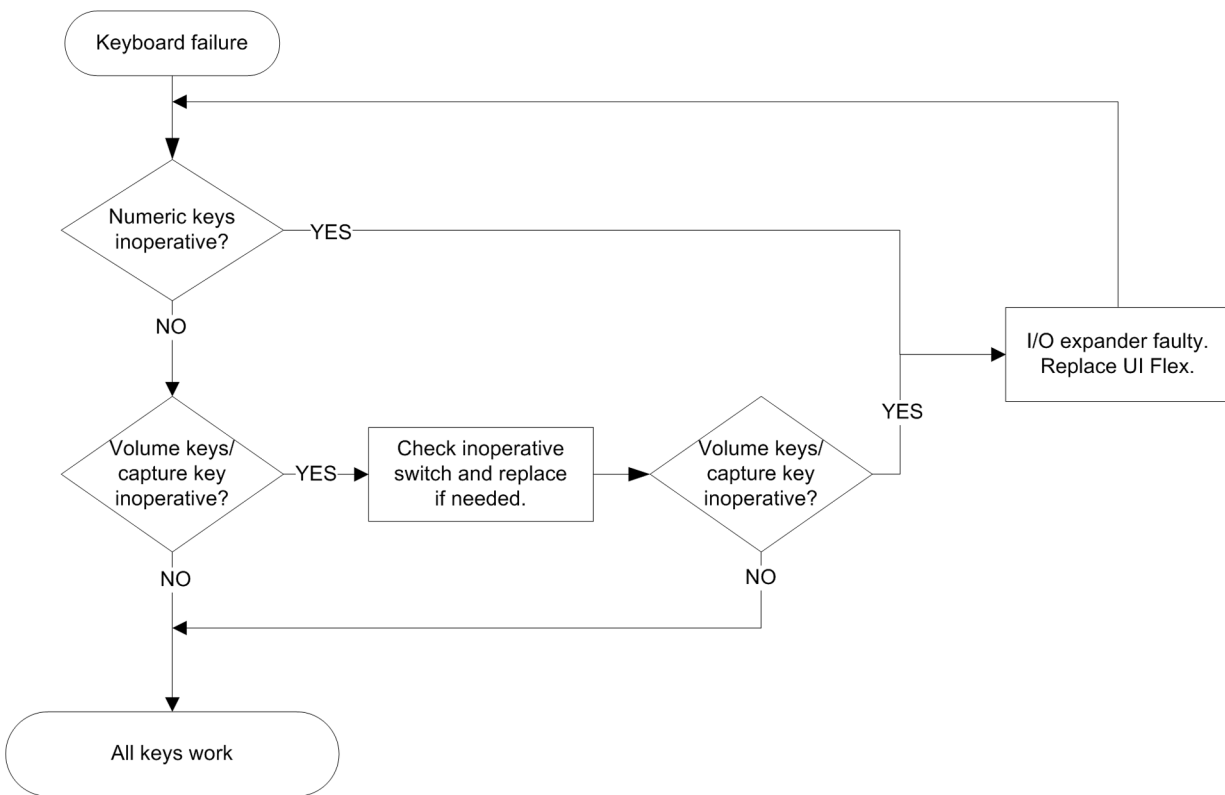 Keyboard failure
Numeric keys
inoperative?
YES
NO
I/O expander faulty.
Replace UI Flex.
Volume keys/
capture key
inoperative?
YES
Check inoperative
switch and replace
if needed.
Volume keys/
capture key
inoperative?
YES
NO
NO
All keys work